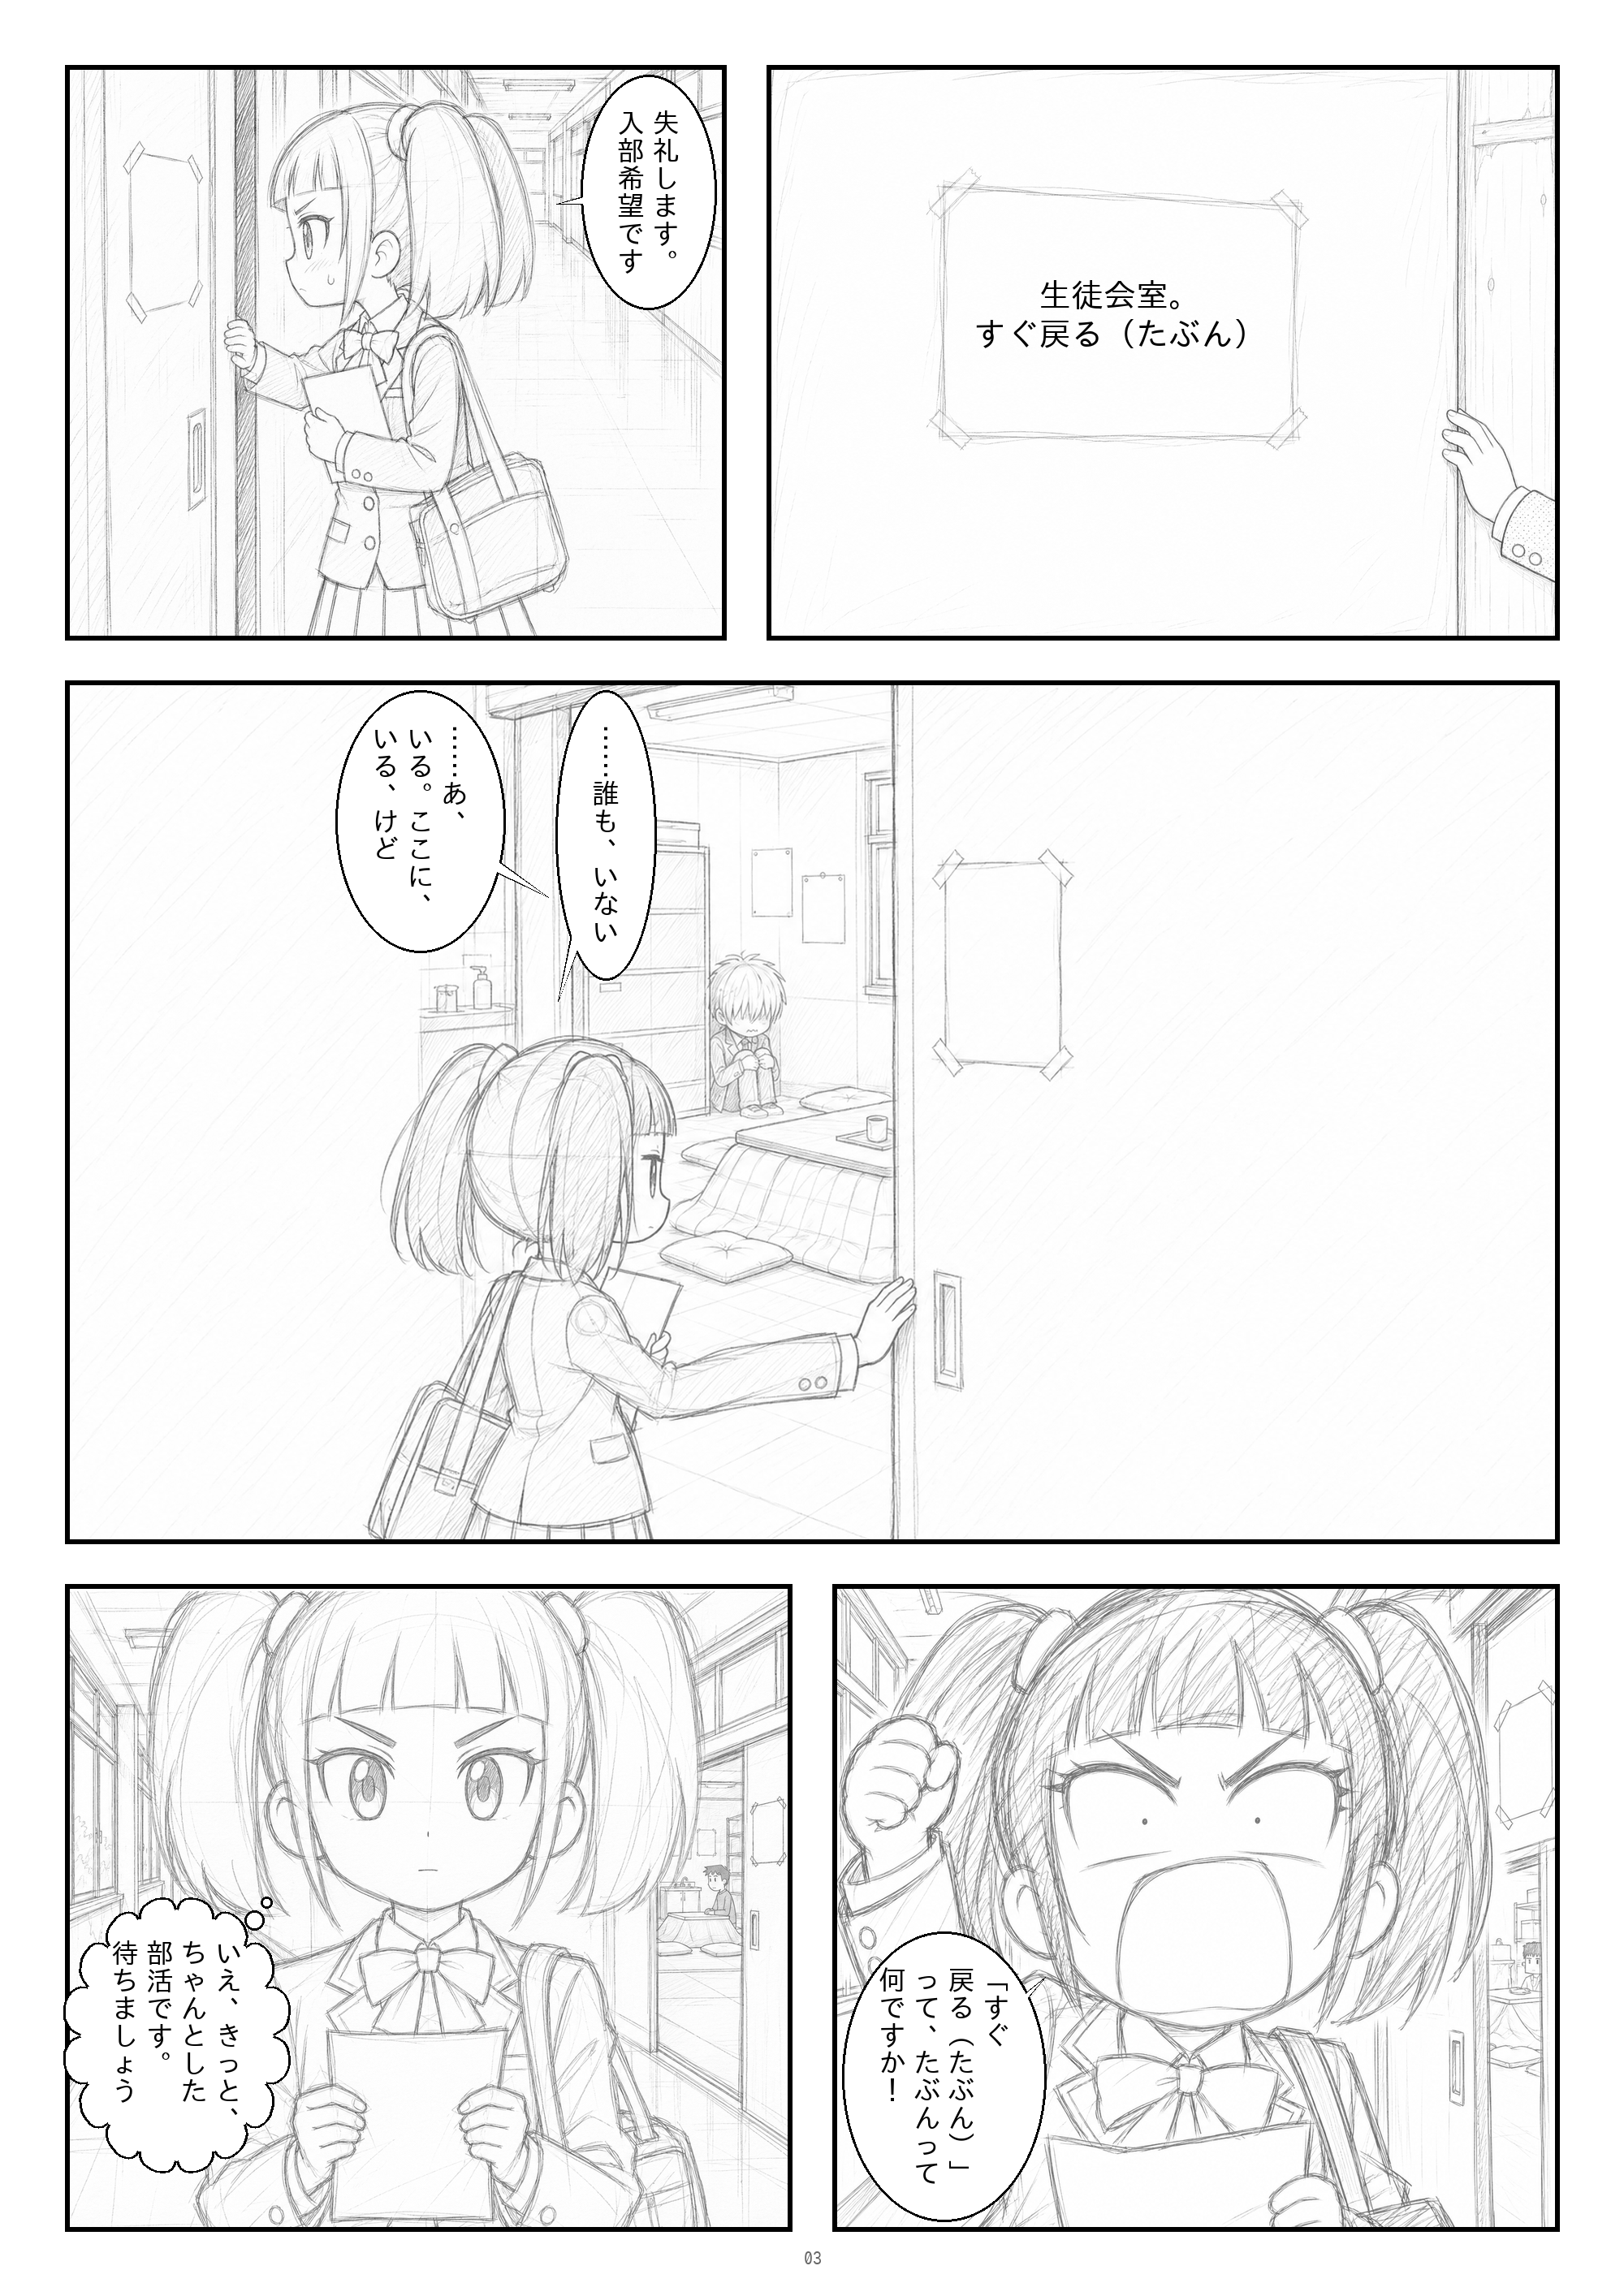 生徒会室。
すぐ戻る（たぶん）
失礼します。
入部希望です
……誰も、いない
……あ、
いる。ここに、
いる、けど
「すぐ
戻る（たぶん）」
って、たぶんって
何ですか！
いえ、きっと、
ちゃんとした
部活です。
待ちましょう
03